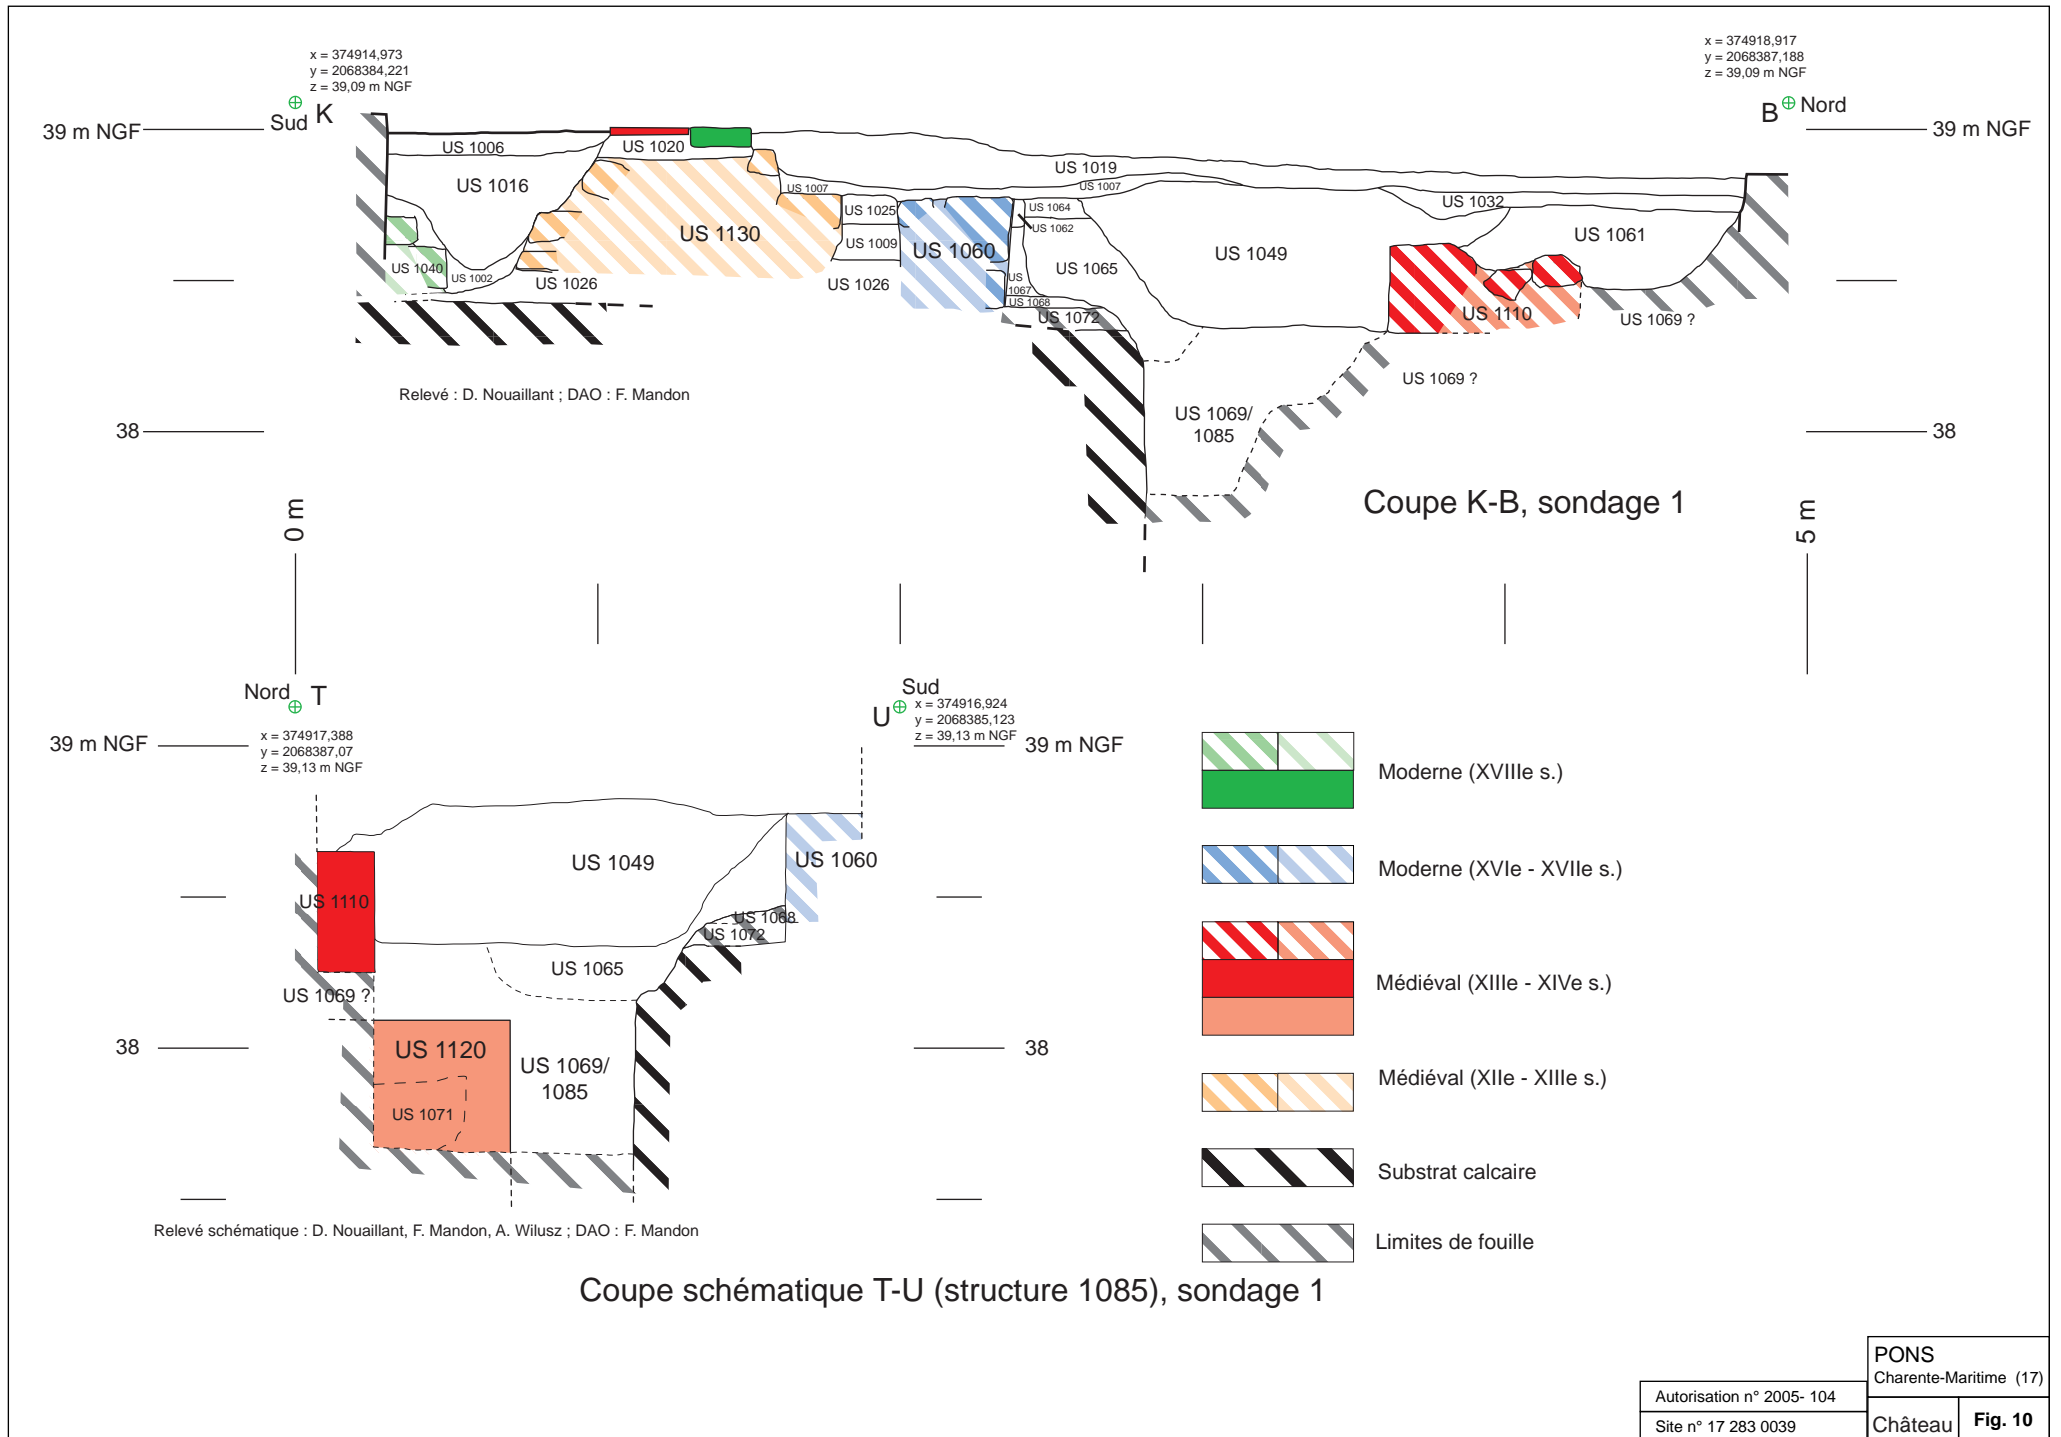 x = 374914,973
y = 2068384,221
z = 39,09 m NGF
Sud K
x = 374918,917
y = 2068387,188
z = 39,09 m NGF
B Nord
39 m NGF
39 m NGF
US 1006
US 1020
US 1016
US 1019
US 1007
US 1007
US 1032
US 1025
US 1064
US 1062
US 1130
US 1009
US 1060
US 1049
US 1061
US 1040
US 1002
US 1026
US 1026
US 1065
US 1067
US 1068
US 1072
US 1110
US 1069 ?
US 1069 ?
Relevé : D. Nouaillant ; DAO : F. Mandon
US 1069/
1085
38
38
Coupe K-B, sondage 1
0 m
5 m
Nord T
x = 374917,388
y = 2068387,07
z = 39,13 m NGF
Sud
U
x = 374916,924
y = 2068385,123
z = 39,13 m NGF
39 m NGF
39 m NGF
US 1049
US 1060
US 1110
US 1068
US 1072
US 1065
US 1069 ?
US 1120
US 1069/
1085
US 1071
38
38
Relevé schématique : D. Nouaillant, F. Mandon, A. Wilusz ; DAO : F. Mandon
Coupe schématique T-U (structure 1085), sondage 1
Moderne (XVIIIe s.)
Moderne (XVIe - XVIIe s.)
Médiéval (XIIIe - XIVe s.)
Médiéval (XIIe - XIIIe s.)
Substrat calcaire
Limites de fouille
PONS
Charente-Maritime (17)
Autorisation n° 2005- 104
Site n° 17 283 0039
Château
Fig. 10